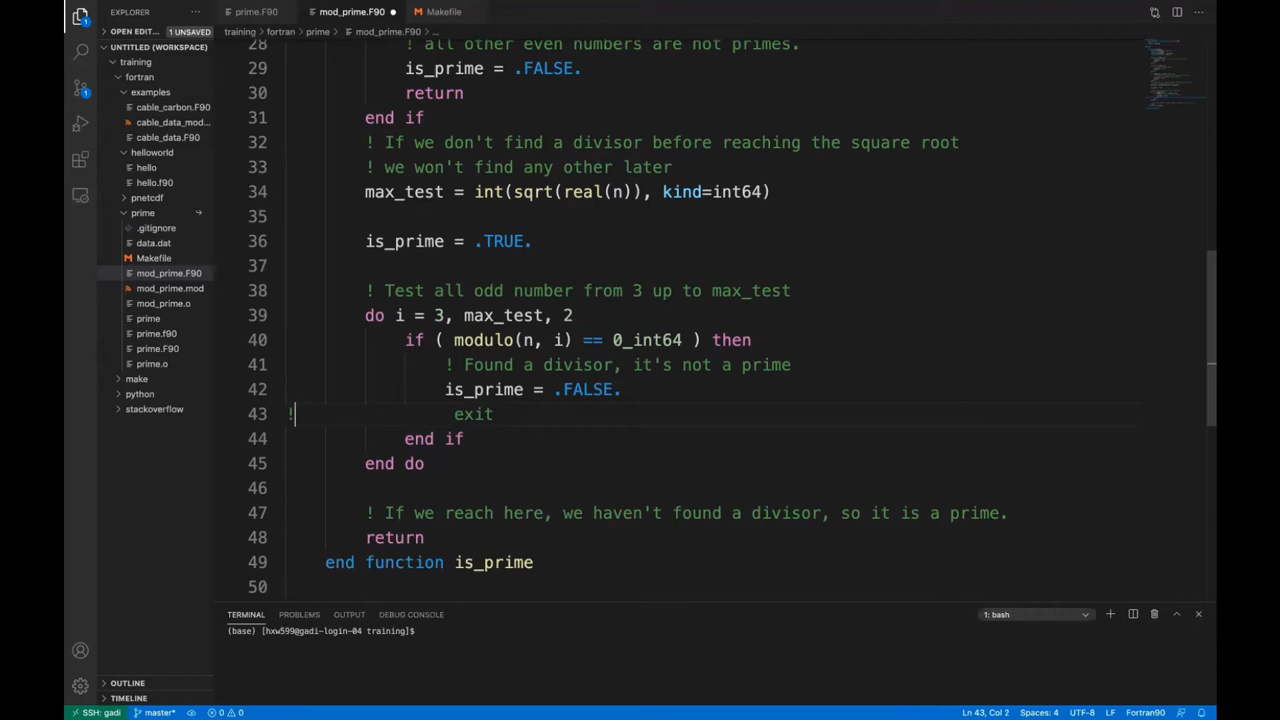 EXPLORER ··· prime.F90 mod_prime.F90 ● Makefile ···
OPEN EDIT... 1 UNSAVED training > fortran > prime > mod_prime.F90 > ...
UNTITLED (WORKSPACE)
training
fortran
examples
cable_carbon.F90
cable_data_mod...
cable_data.F90
helloworld
hello
hello.f90
pnetcdf
prime
.gitignore
data.dat
Makefile
mod_prime.F90
mod_prime.mod
mod_prime.o
prime
prime.f90
prime.F90
prime.o
make
python
stackoverflow
OUTLINE
TIMELINE
28 ! all other even numbers are not primes.
29 is_prime = .FALSE.
30 return
31 end if
32 ! If we don't find a divisor before reaching the square root
33 ! we won't find any other later
34 max_test = int(sqrt(real(n)), kind=int64)
35
36 is_prime = .TRUE.
37
38 ! Test all odd number from 3 up to max_test
39 do i = 3, max_test, 2
40 if ( modulo(n, i) == 0_int64 ) then
41 ! Found a divisor, it's not a prime
42 is_prime = .FALSE.
43 ! exit
44 end if
45 end do
46
47 ! If we reach here, we haven't found a divisor, so it is a prime.
48 return
49 end function is_prime
50
TERMINAL PROBLEMS OUTPUT DEBUG CONSOLE 1: bash
(base) [hxw599@gadi-login-04 training]$
SSH: gadi master* 0 0 Ln 43, Col 2 Spaces: 4 UTF-8 LF Fortran90